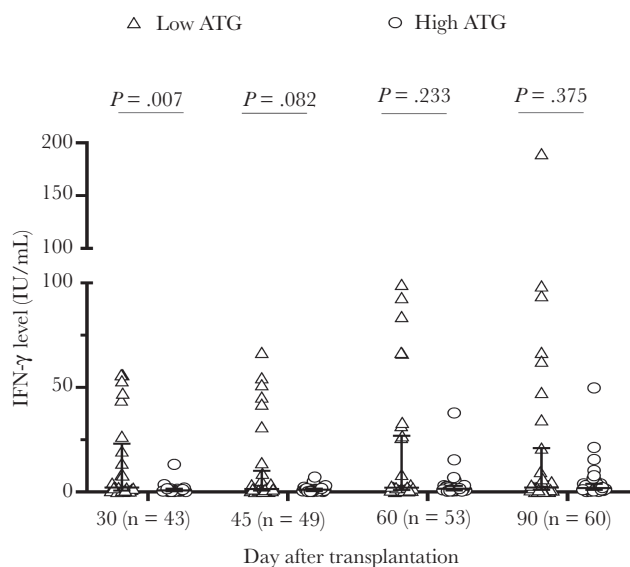 Low ATG High ATG
P = .007 P = .082 P = .233 P = .375
200
150
100
100
50
0
IFN-γ level (IU/mL)
30 (n = 43) 45 (n = 49) 60 (n = 53) 90 (n = 60)
Day after transplantation